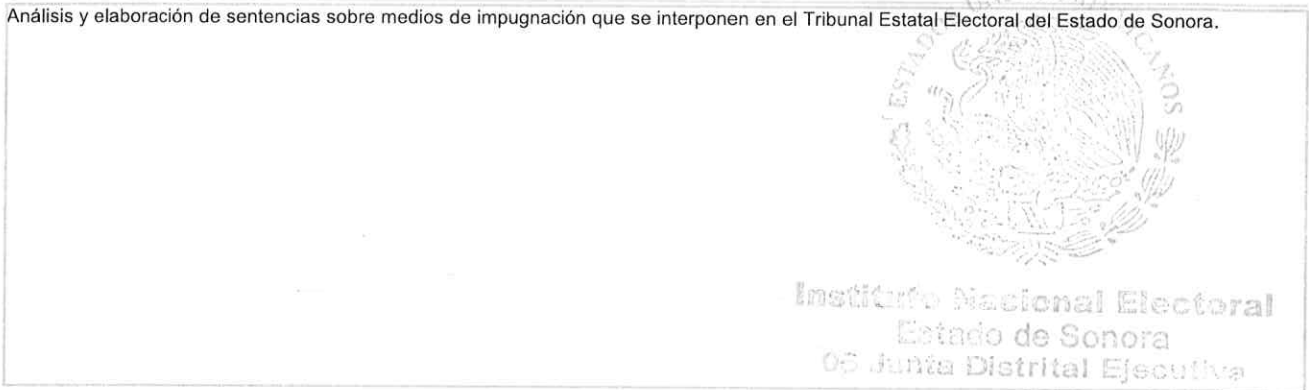 Análisis y elaboración de sentencias sobre medios de impugnación que se interponen en el Tribunal Estatal Electoral del Estado de Sonora.
Instituto Nacional Electoral
Estado de Sonora
Junta Distrital Ejecutiva